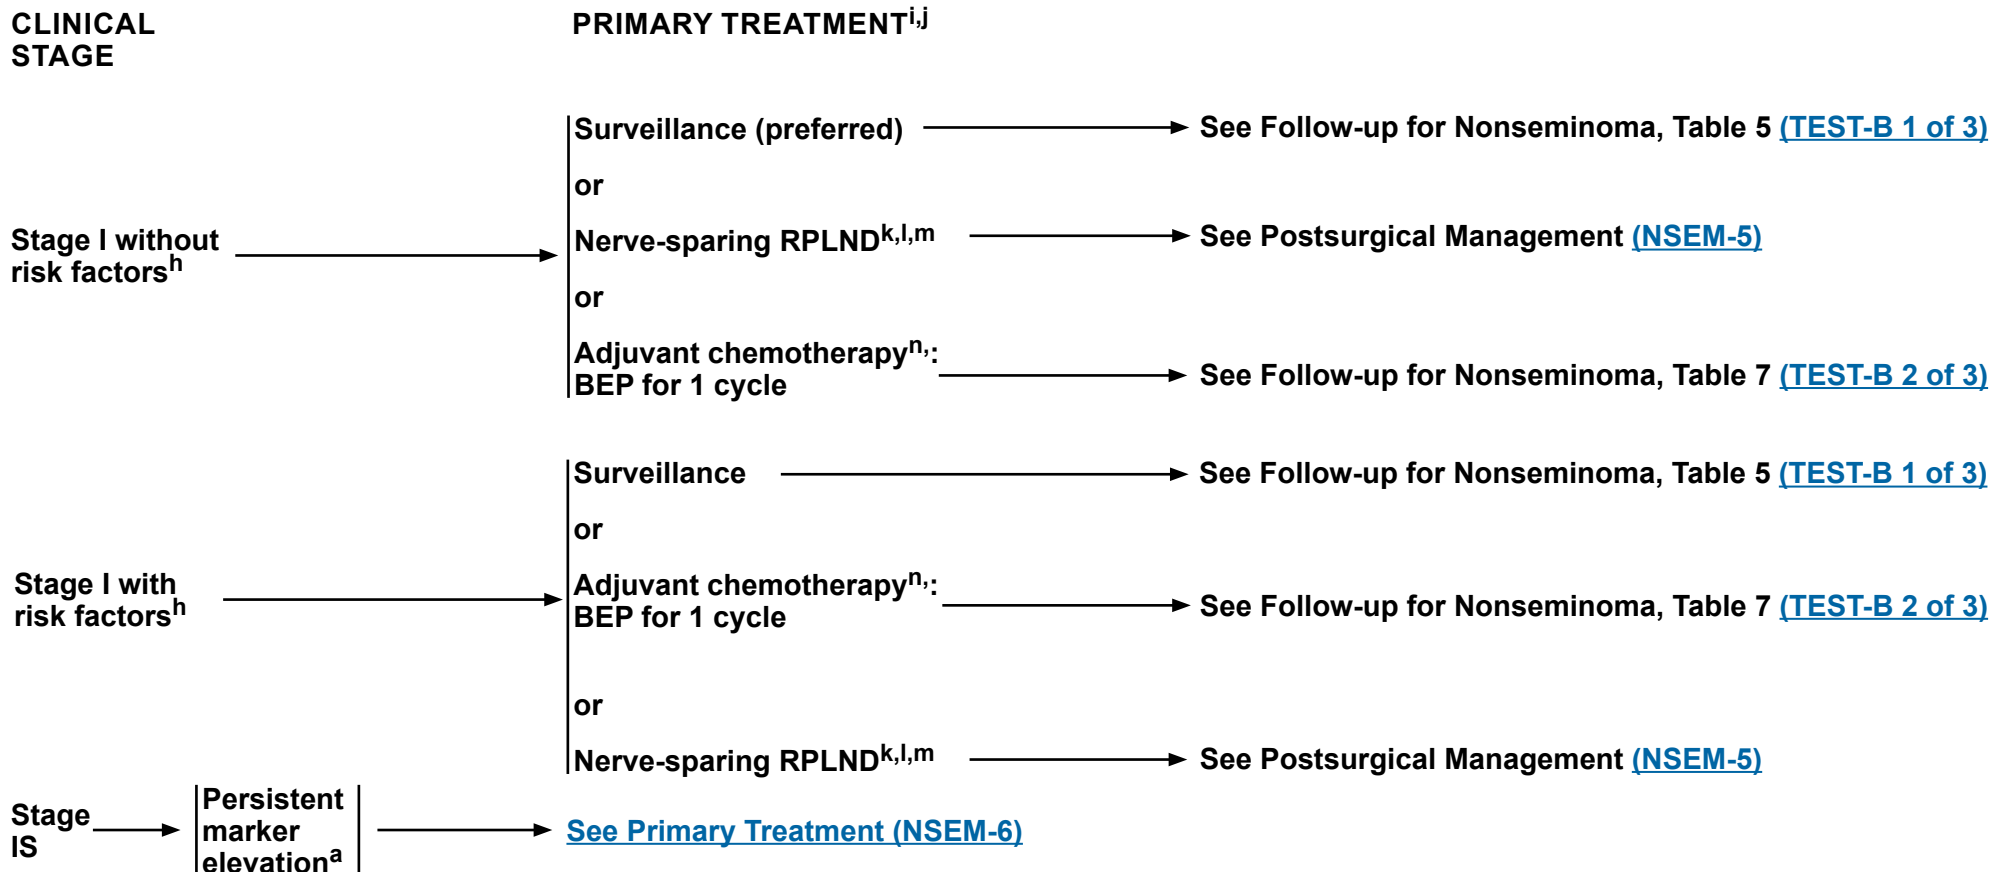 CLINICAL
STAGE
PRIMARY TREATMENTi,j
Stage I without
risk factorsh
Surveillance (preferred)
See Follow-up for Nonseminoma, Table 5 (TEST-B 1 of 3)
or
Nerve-sparing RPLNDk,l,m
See Postsurgical Management (NSEM-5)
or
Adjuvant chemotherapyn,:
BEP for 1 cycle
See Follow-up for Nonseminoma, Table 7 (TEST-B 2 of 3)
Stage I with
risk factorsh
Surveillance
See Follow-up for Nonseminoma, Table 5 (TEST-B 1 of 3)
or
Adjuvant chemotherapyn,:
BEP for 1 cycle
See Follow-up for Nonseminoma, Table 7 (TEST-B 2 of 3)
or
Nerve-sparing RPLNDk,l,m
See Postsurgical Management (NSEM-5)
Stage
IS
Persistent
marker
elevationa
See Primary Treatment (NSEM-6)